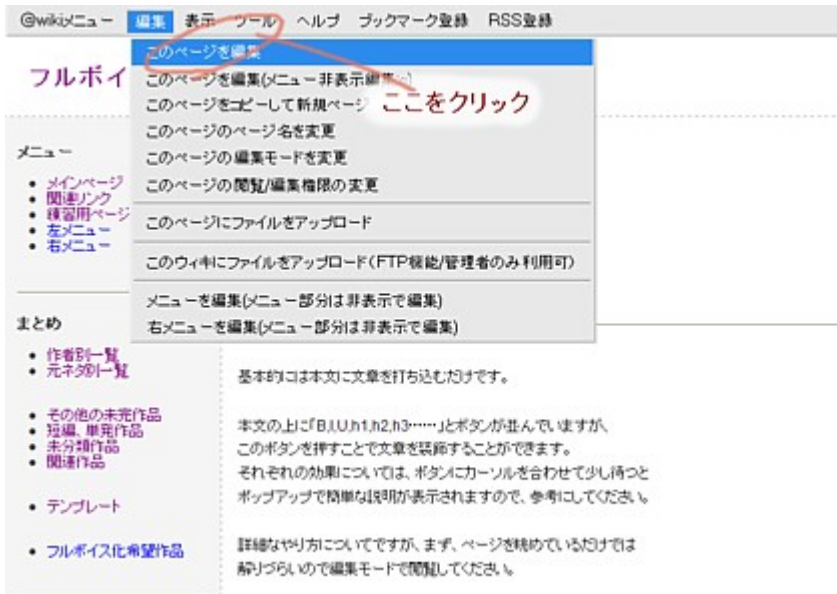 @wikiメニュー 編集 表示 ツール ヘルプ ブックマーク登録 RSS登録
フルボイ
このページを編集
このページを編集(メニュー非表示編集
このページをコピーして新規ページ
ここをクリック
このページのページ名を変更
このページの編集モードを変更
このページの閲覧/編集権限の変更
このページにファイルをアップロード
このウィキにファイルをアップロード(FTP機能/管理者のみ利用可)
メニューを編集(メニュー部分は非表示で編集)
右メニューを編集(メニュー部分は非表示で編集)
メニュー
メインページ
関連リンク
練習用ページ
左メニュー
右メニュー
まとめ
作者別一覧
元ネタ別一覧
その他の未完作品
短編、単発作品
未分類作品
関連作品
テンプレート
フルボイス化希望作品
基本的には本文に文章を打ち込むだけです。
本文の上に「B,I,U,h1,h2,h3……」とボタンが並んでいますが、
このボタンを押すことで文章を装飾することができます。
それぞれの効果については、ボタンにカーソルを合わせて少し待つと
ポップアップで簡単な説明が表示されますので、参考にしてください。
詳細なやり方についてですが、まず、ページを眺めているだけでは
解りづらいので編集モードで閲覧してください。